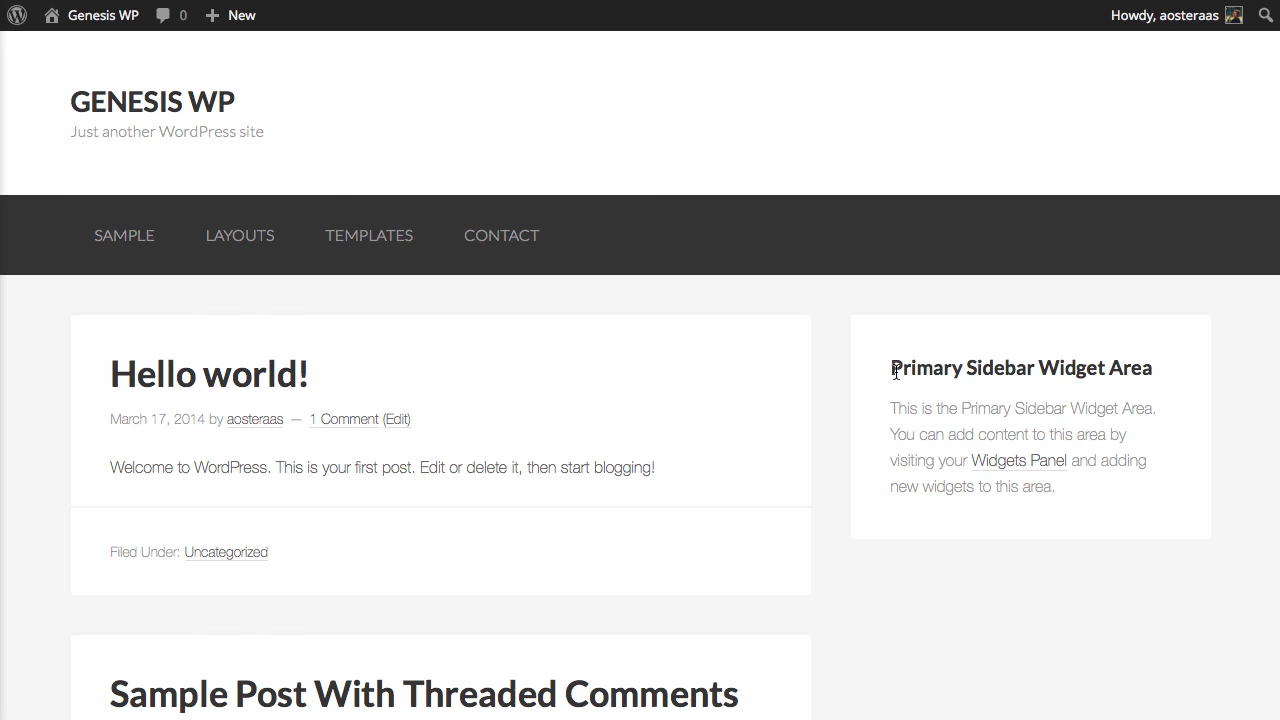 Genesis WP 0 New Howdy, aosteraas
GENESIS WP
Just another WordPress site
SAMPLE LAYOUTS TEMPLATES CONTACT
Hello world!
March 17, 2014 by aosteraas — 1 Comment (Edit)
Welcome to WordPress. This is your first post. Edit or delete it, then start blogging!
Filed Under: Uncategorized
Sample Post With Threaded Comments
Primary Sidebar Widget Area
This is the Primary Sidebar Widget Area.
You can add content to this area by
visiting your Widgets Panel and adding
new widgets to this area.